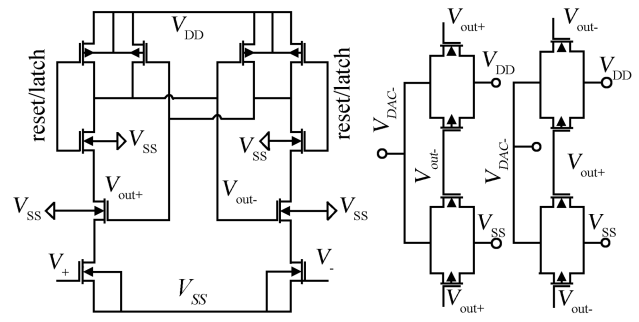 V_DD
reset/latch
reset/latch
V_SS
V_SS
V_out+
V_out-
V_SS
V_SS
V_+
V_SS
V_-
V_out+
V_DD
V_DAC-
V_out-
V_SS
V_out+
V_out-
V_DD
V_DAC-
V_out+
V_SS
V_out-